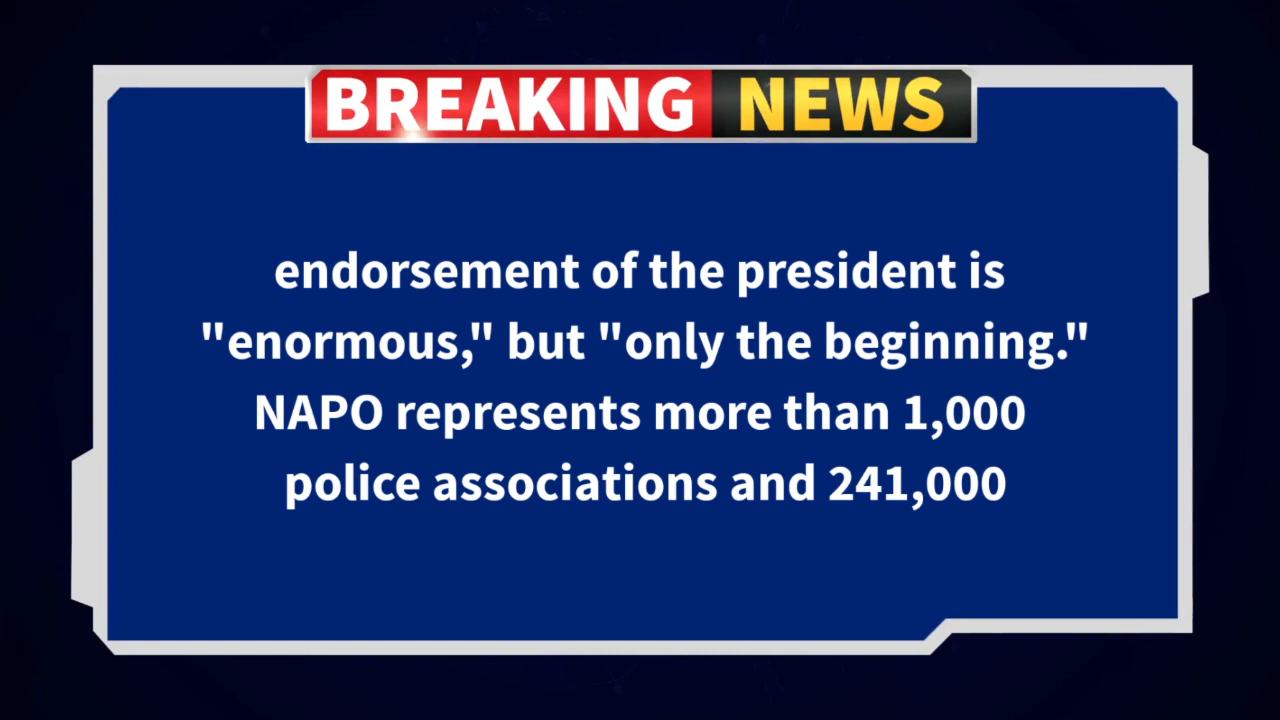 BREAKING NEWS
endorsement of the president is
"enormous," but "only the beginning."
NAPO represents more than 1,000
police associations and 241,000